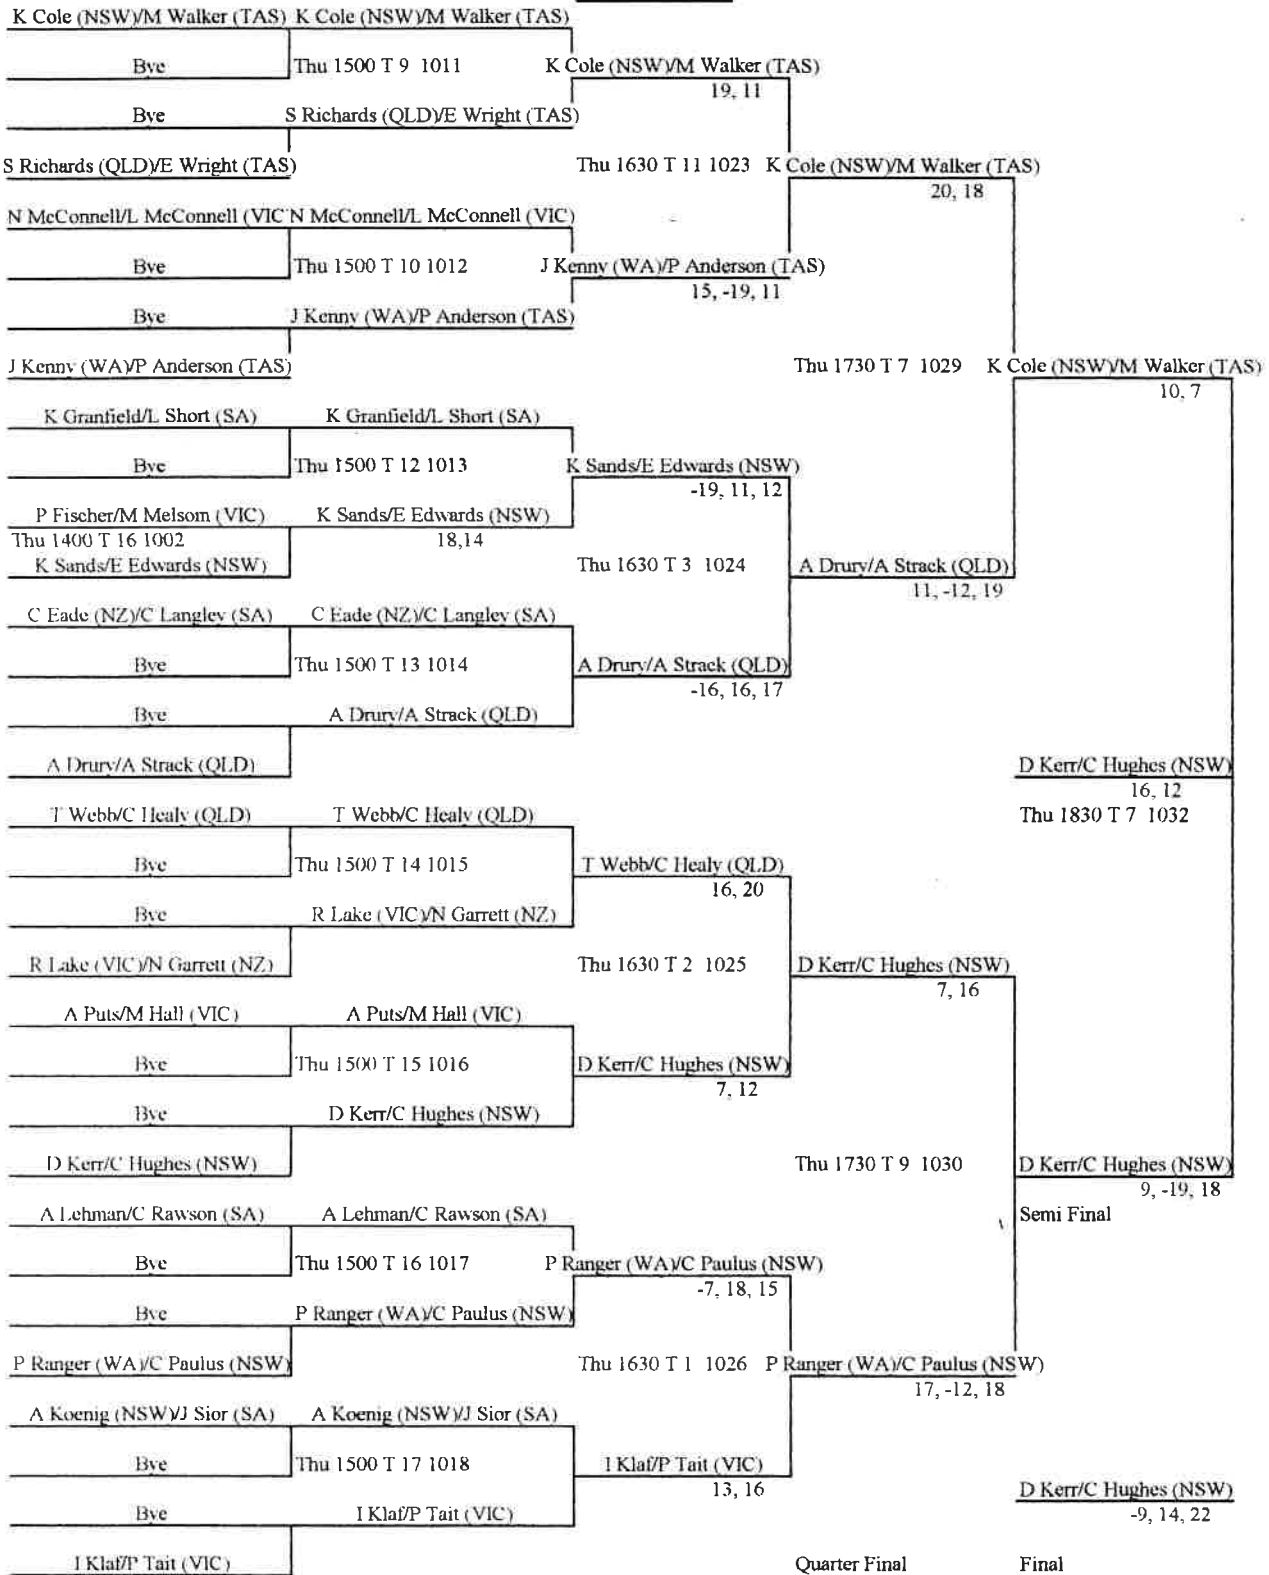 K Cole (NSW)/M Walker (TAS) K Cole (NSW)/M Walker (TAS)
Bye Thu 1500 T 9 1011 K Cole (NSW)/M Walker (TAS)
19, 11
Bye S Richards (QLD)/E Wright (TAS)
S Richards (QLD)/E Wright (TAS) Thu 1630 T 11 1023 K Cole (NSW)/M Walker (TAS)
20, 18
N McConnell/L McConnell (VIC N McConnell/L McConnell (VIC)
Bye Thu 1500 T 10 1012 J Kenny (WA)/P Anderson (TAS)
15, -19, 11
Bye J Kenny (WA)/P Anderson (TAS)
J Kenny (WA)/P Anderson (TAS) Thu 1730 T 7 1029 K Cole (NSW)/M Walker (TAS)
10, 7
K Granfield/L Short (SA) K Granfield/L Short (SA)
Bye Thu 1500 T 12 1013 K Sands/E Edwards (NSW)
-19, 11, 12
P Fischer/M Melsom (VIC) K Sands/E Edwards (NSW)
Thu 1400 T 16 1002 18,14
K Sands/E Edwards (NSW) Thu 1630 T 3 1024 A Drury/A Strack (QLD)
11, -12, 19
C Eade (NZ)/C Langley (SA) C Eade (NZ)/C Langley (SA)
Bye Thu 1500 T 13 1014 A Drury/A Strack (QLD)
-16, 16, 17
Bye A Drury/A Strack (QLD)
A Drury/A Strack (QLD) D Kerr/C Hughes (NSW)
16, 12
T Webb/C Healy (QLD) T Webb/C Healy (QLD) Thu 1830 T 7 1032
Bye Thu 1500 T 14 1015 T Webb/C Healy (QLD)
16, 20
Bye R Lake (VIC)/N Garrett (NZ)
R Lake (VIC)/N Garrett (NZ) Thu 1630 T 2 1025 D Kerr/C Hughes (NSW)
7, 16
A Puts/M Hall (VIC) A Puts/M Hall (VIC)
Bye Thu 1500 T 15 1016 D Kerr/C Hughes (NSW)
7, 12
Bye D Kerr/C Hughes (NSW)
D Kerr/C Hughes (NSW) Thu 1730 T 9 1030 D Kerr/C Hughes (NSW)
9, -19, 18
A Lehman/C Rawson (SA) A Lehman/C Rawson (SA) Semi Final
Bye Thu 1500 T 16 1017 P Ranger (WA)/C Paulus (NSW)
-7, 18, 15
Bye P Ranger (WA)/C Paulus (NSW)
P Ranger (WA)/C Paulus (NSW) Thu 1630 T 1 1026 P Ranger (WA)/C Paulus (NSW)
17, -12, 18
A Koenig (NSW)/J Sior (SA) A Koenig (NSW)/J Sior (SA)
Bye Thu 1500 T 17 1018 I Klaf/P Tait (VIC)
13, 16 D Kerr/C Hughes (NSW)
Bye I Klaf/P Tait (VIC) -9, 14, 22
I Klaf/P Tait (VIC) Quarter Final Final